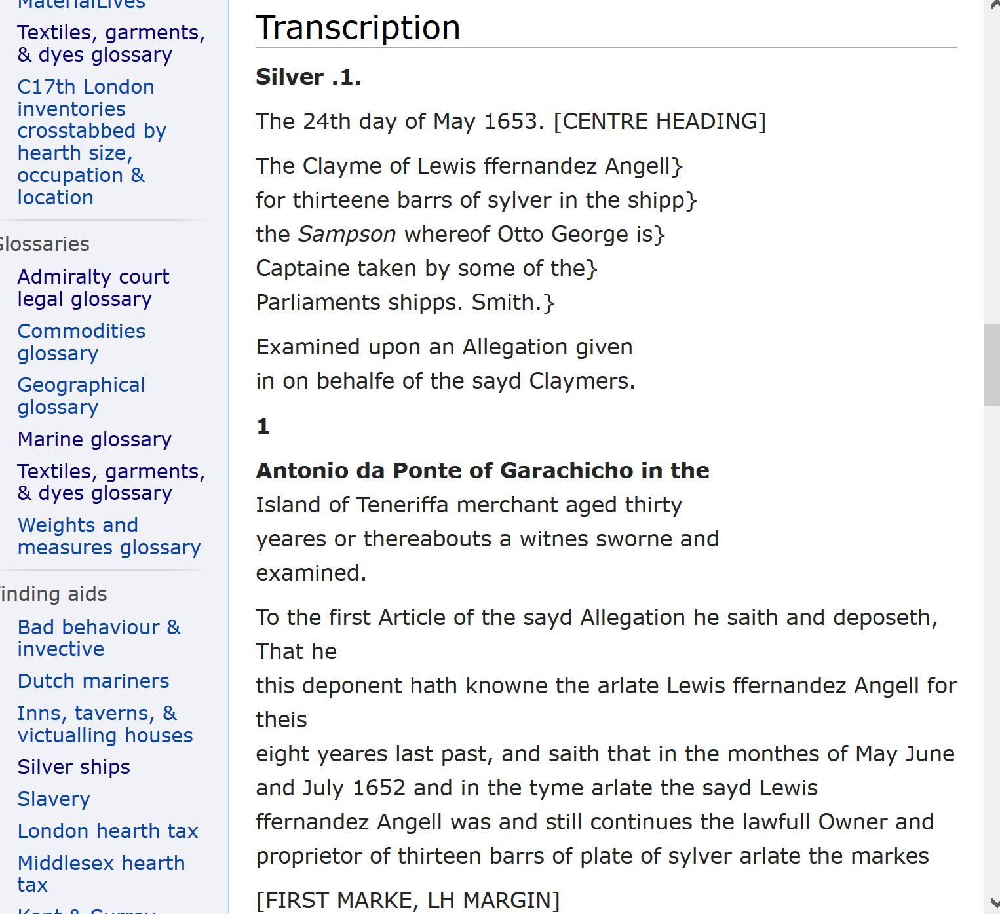 MaterialLives
Textiles, garments,
& dyes glossary
C17th London
inventories
crosstabbed by
hearth size,
occupation &
location
Glossaries
Admiralty court
legal glossary
Commodities
glossary
Geographical
glossary
Marine glossary
Textiles, garments,
& dyes glossary
Weights and
measures glossary
Finding aids
Bad behaviour &
invective
Dutch mariners
Inns, taverns, &
victualling houses
Silver ships
Slavery
London hearth tax
Middlesex hearth
tax
Kent & Surrey
Transcription
Silver .1.
The 24th day of May 1653. [CENTRE HEADING]
The Clayme of Lewis ffernandez Angell}
for thirteene barrs of sylver in the shipp}
the Sampson whereof Otto George is}
Captaine taken by some of the}
Parliaments shipps. Smith.}
Examined upon an Allegation given
in on behalfe of the sayd Claymers.
1
Antonio da Ponte of Garachicho in the
Island of Teneriffa merchant aged thirty
yeares or thereabouts a witnes sworne and
examined.
To the first Article of the sayd Allegation he saith and deposeth,
That he
this deponent hath knowne the arlate Lewis ffernandez Angell for
theis
eight yeares last past, and saith that in the monthes of May June
and July 1652 and in the tyme arlate the sayd Lewis
ffernandez Angell was and still continues the lawfull Owner and
proprietor of thirteen barrs of plate of sylver arlate the markes
[FIRST MARKE, LH MARGIN]